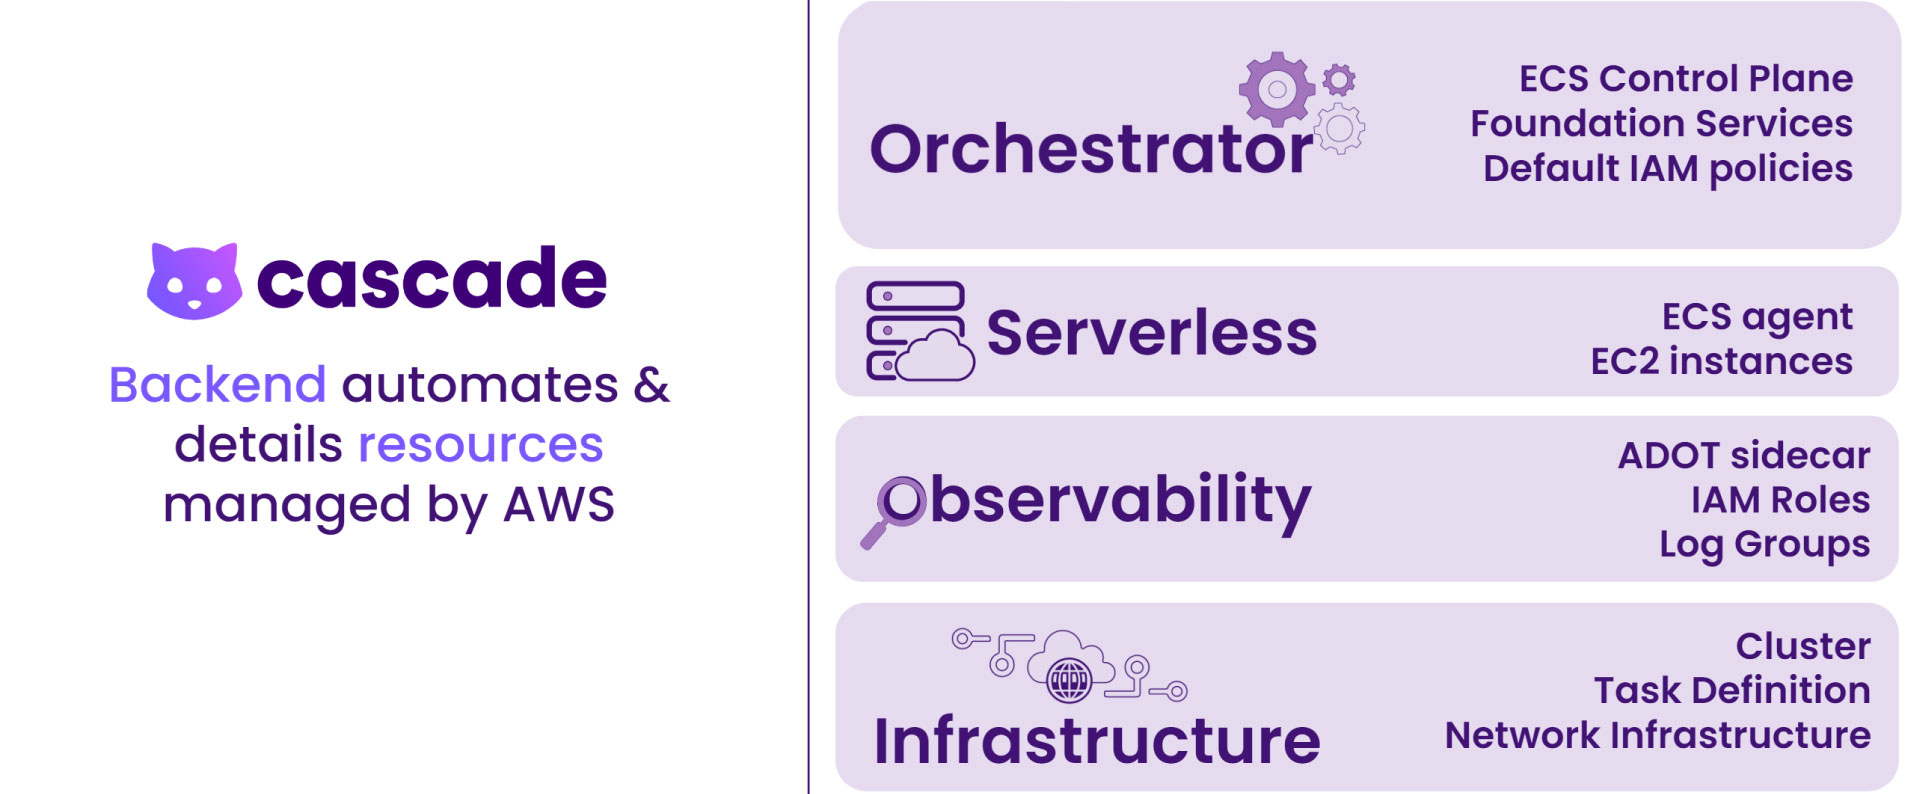 cascade
Backend automates &
details resources
managed by AWS
Orchestrator
ECS Control Plane
Foundation Services
Default IAM policies
Serverless
ECS agent
EC2 instances
Observability
ADOT sidecar
IAM Roles
Log Groups
Infrastructure
Cluster
Task Definition
Network Infrastructure